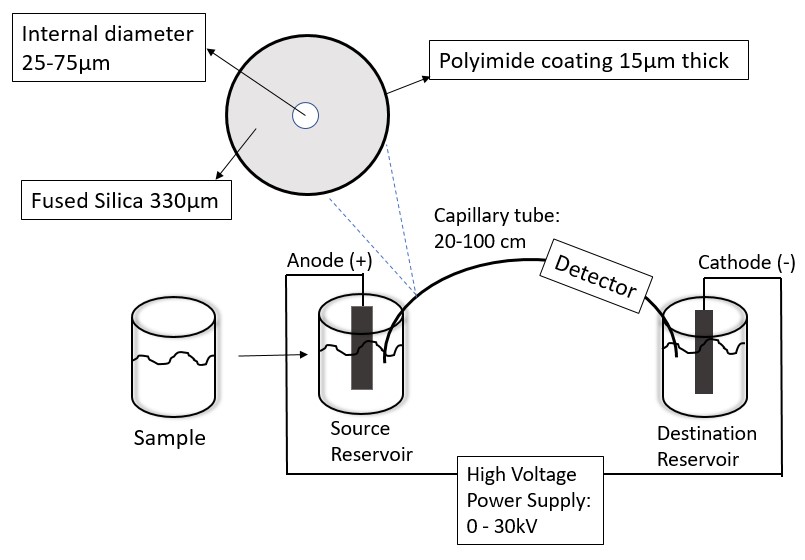 Internal diameter
25-75µm
Polyimide coating 15µm thick
Fused Silica 330µm
Capillary tube:
20-100 cm
Detector
Anode (+)
Cathode (-)
Sample
Source
Reservoir
Destination
Reservoir
High Voltage
Power Supply:
0 - 30kV